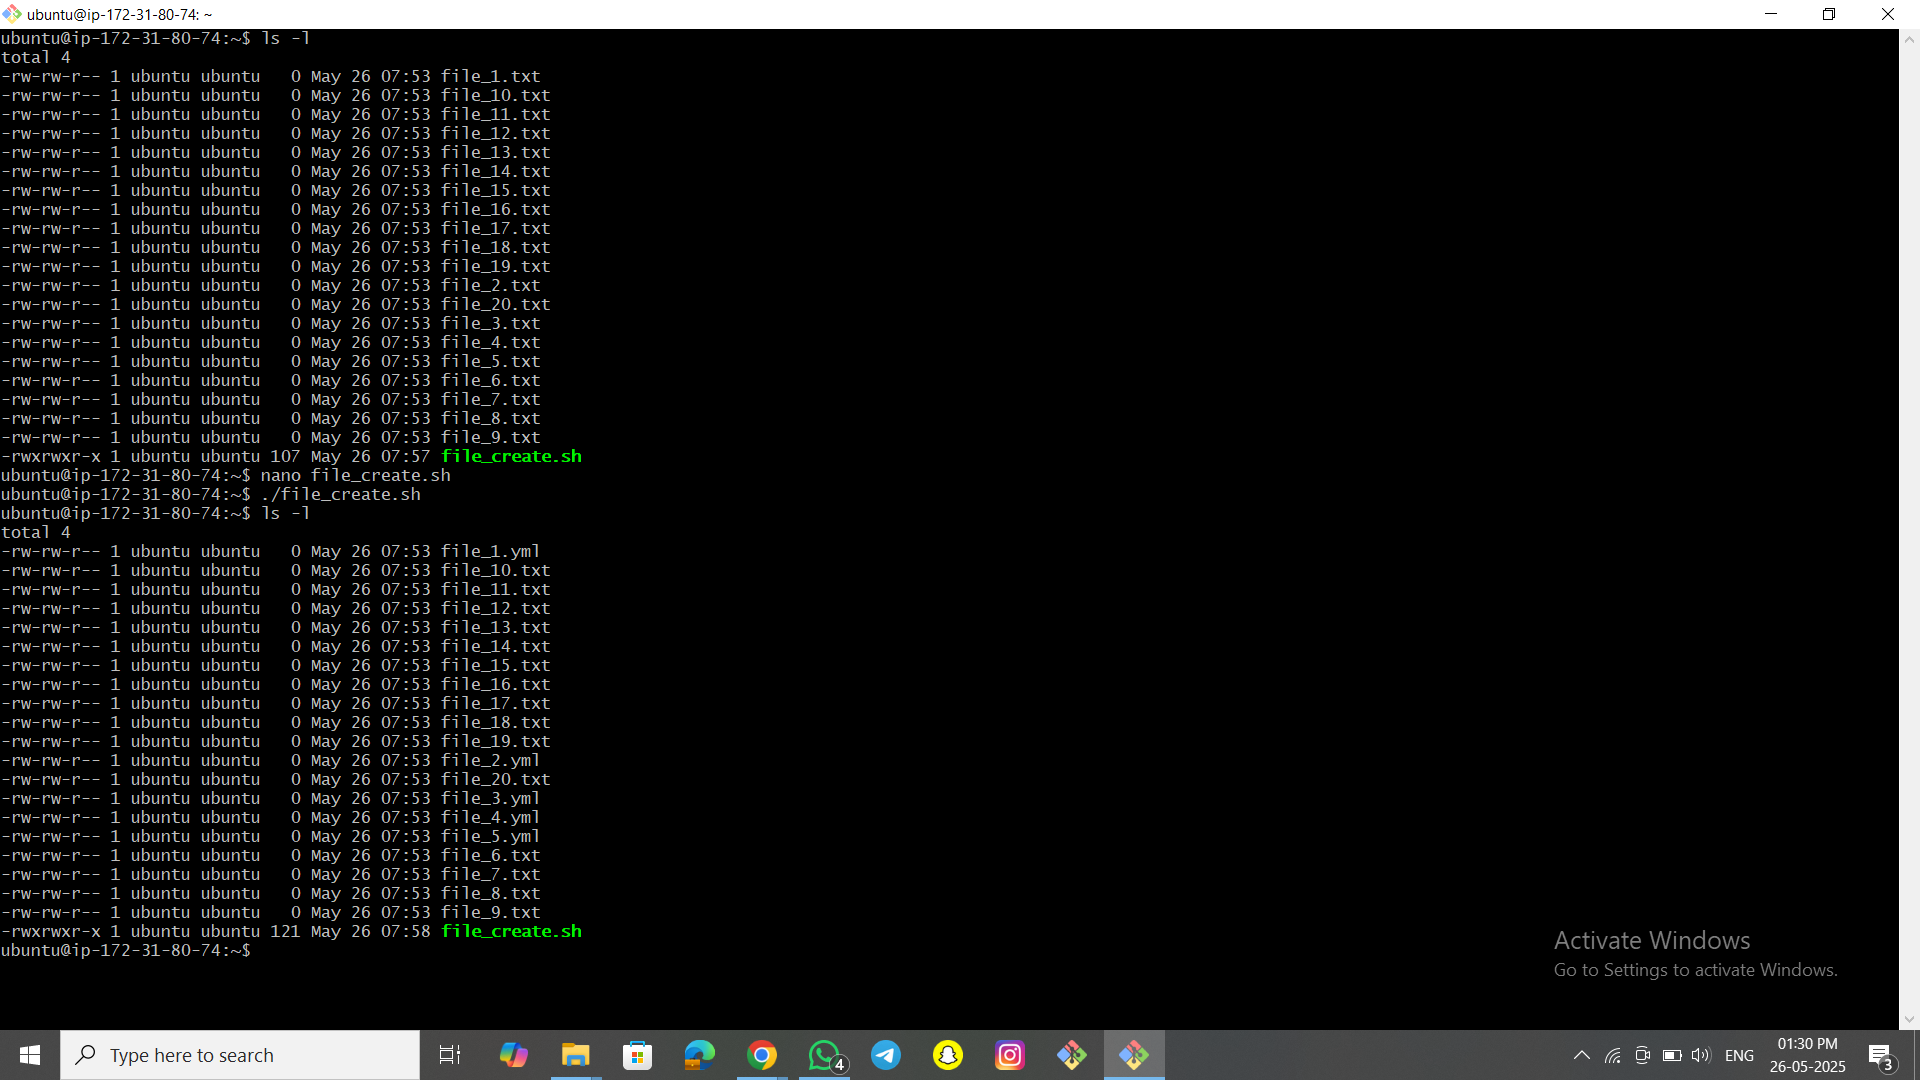 ubuntu@ip-172-31-80-74: ~
ubuntu@ip-172-31-80-74:~$ ls -l
total 4
-rw-rw-r-- 1 ubuntu ubuntu   0 May 26 07:53 file_1.txt
-rw-rw-r-- 1 ubuntu ubuntu   0 May 26 07:53 file_10.txt
-rw-rw-r-- 1 ubuntu ubuntu   0 May 26 07:53 file_11.txt
-rw-rw-r-- 1 ubuntu ubuntu   0 May 26 07:53 file_12.txt
-rw-rw-r-- 1 ubuntu ubuntu   0 May 26 07:53 file_13.txt
-rw-rw-r-- 1 ubuntu ubuntu   0 May 26 07:53 file_14.txt
-rw-rw-r-- 1 ubuntu ubuntu   0 May 26 07:53 file_15.txt
-rw-rw-r-- 1 ubuntu ubuntu   0 May 26 07:53 file_16.txt
-rw-rw-r-- 1 ubuntu ubuntu   0 May 26 07:53 file_17.txt
-rw-rw-r-- 1 ubuntu ubuntu   0 May 26 07:53 file_18.txt
-rw-rw-r-- 1 ubuntu ubuntu   0 May 26 07:53 file_19.txt
-rw-rw-r-- 1 ubuntu ubuntu   0 May 26 07:53 file_2.txt
-rw-rw-r-- 1 ubuntu ubuntu   0 May 26 07:53 file_20.txt
-rw-rw-r-- 1 ubuntu ubuntu   0 May 26 07:53 file_3.txt
-rw-rw-r-- 1 ubuntu ubuntu   0 May 26 07:53 file_4.txt
-rw-rw-r-- 1 ubuntu ubuntu   0 May 26 07:53 file_5.txt
-rw-rw-r-- 1 ubuntu ubuntu   0 May 26 07:53 file_6.txt
-rw-rw-r-- 1 ubuntu ubuntu   0 May 26 07:53 file_7.txt
-rw-rw-r-- 1 ubuntu ubuntu   0 May 26 07:53 file_8.txt
-rw-rw-r-- 1 ubuntu ubuntu   0 May 26 07:53 file_9.txt
-rwxrwxr-x 1 ubuntu ubuntu 107 May 26 07:57 file_create.sh
ubuntu@ip-172-31-80-74:~$ nano file_create.sh
ubuntu@ip-172-31-80-74:~$ ./file_create.sh
ubuntu@ip-172-31-80-74:~$ ls -l
total 4
-rw-rw-r-- 1 ubuntu ubuntu   0 May 26 07:53 file_1.yml
-rw-rw-r-- 1 ubuntu ubuntu   0 May 26 07:53 file_10.txt
-rw-rw-r-- 1 ubuntu ubuntu   0 May 26 07:53 file_11.txt
-rw-rw-r-- 1 ubuntu ubuntu   0 May 26 07:53 file_12.txt
-rw-rw-r-- 1 ubuntu ubuntu   0 May 26 07:53 file_13.txt
-rw-rw-r-- 1 ubuntu ubuntu   0 May 26 07:53 file_14.txt
-rw-rw-r-- 1 ubuntu ubuntu   0 May 26 07:53 file_15.txt
-rw-rw-r-- 1 ubuntu ubuntu   0 May 26 07:53 file_16.txt
-rw-rw-r-- 1 ubuntu ubuntu   0 May 26 07:53 file_17.txt
-rw-rw-r-- 1 ubuntu ubuntu   0 May 26 07:53 file_18.txt
-rw-rw-r-- 1 ubuntu ubuntu   0 May 26 07:53 file_19.txt
-rw-rw-r-- 1 ubuntu ubuntu   0 May 26 07:53 file_2.yml
-rw-rw-r-- 1 ubuntu ubuntu   0 May 26 07:53 file_20.txt
-rw-rw-r-- 1 ubuntu ubuntu   0 May 26 07:53 file_3.yml
-rw-rw-r-- 1 ubuntu ubuntu   0 May 26 07:53 file_4.yml
-rw-rw-r-- 1 ubuntu ubuntu   0 May 26 07:53 file_5.yml
-rw-rw-r-- 1 ubuntu ubuntu   0 May 26 07:53 file_6.txt
-rw-rw-r-- 1 ubuntu ubuntu   0 May 26 07:53 file_7.txt
-rw-rw-r-- 1 ubuntu ubuntu   0 May 26 07:53 file_8.txt
-rw-rw-r-- 1 ubuntu ubuntu   0 May 26 07:53 file_9.txt
-rwxrwxr-x 1 ubuntu ubuntu 121 May 26 07:58 file_create.sh
ubuntu@ip-172-31-80-74:~$
Activate Windows
Go to Settings to activate Windows.
Type here to search
4
ENG
01:30 PM
26-05-2025
3